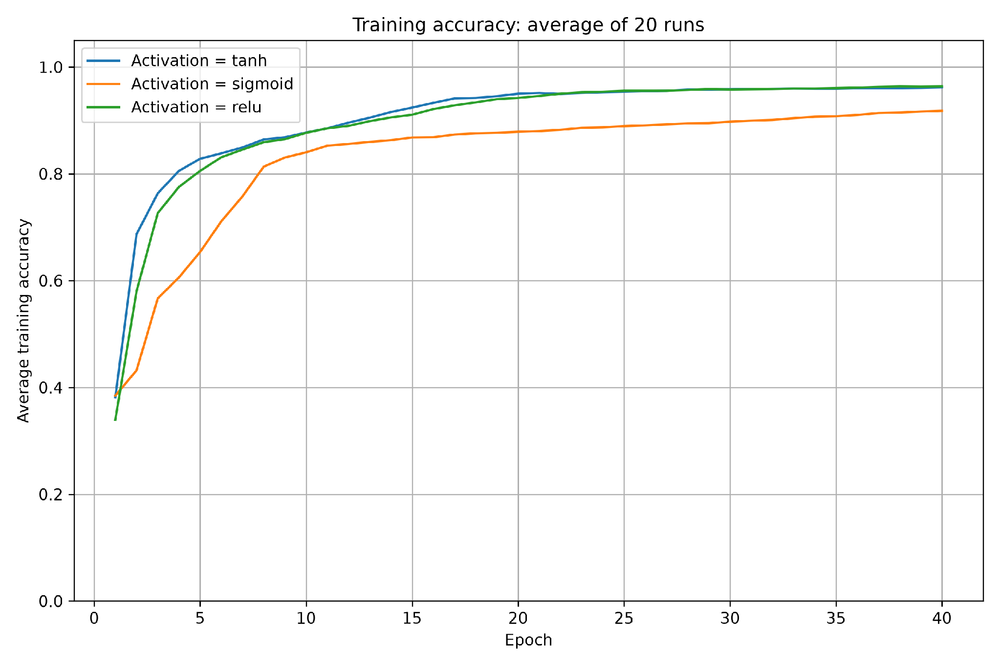 Training accuracy: average of 20 runs
Activation = tanh
Activation = sigmoid
Activation = relu
Average training accuracy
1.0
0.8
0.6
0.4
0.2
0.0
0 5 10 15 20 25 30 35 40
Epoch